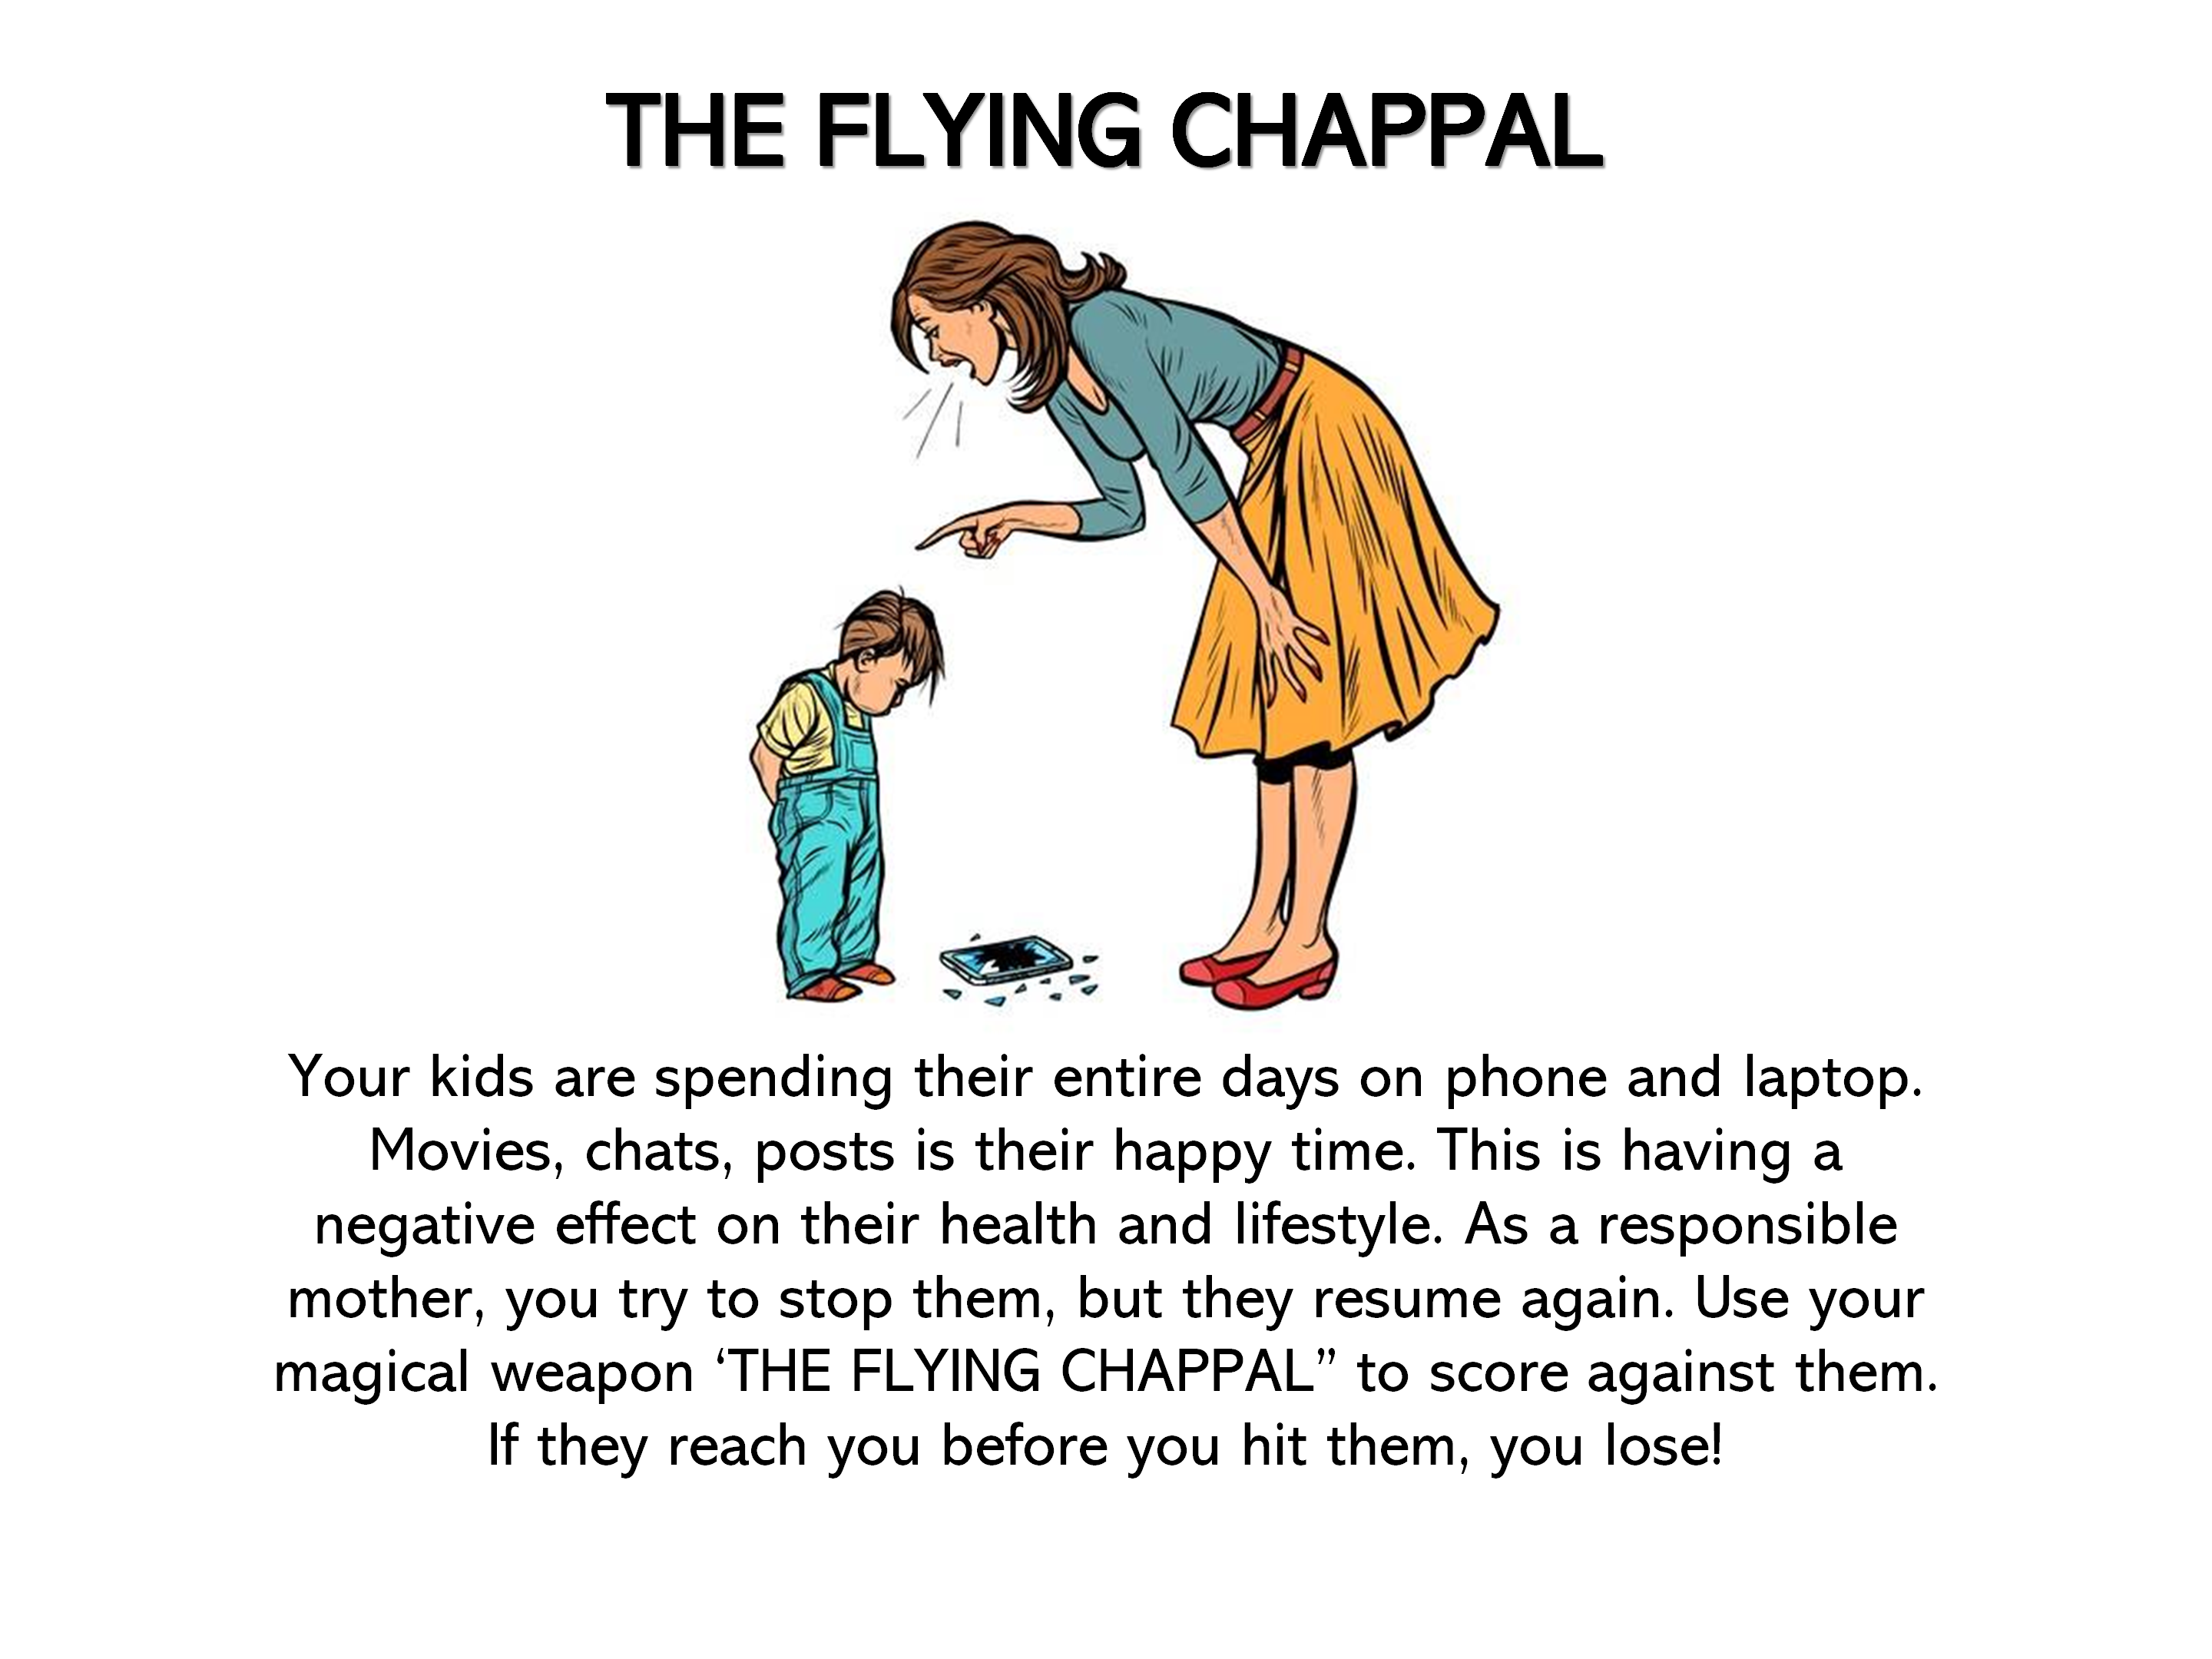 THE FLYING CHAPPAL
Your kids are spending their entire days on phone and laptop.
Movies, chats, posts is their happy time. This is having a
negative effect on their health and lifestyle. As a responsible
mother, you try to stop them, but they resume again. Use your
magical weapon ‘THE FLYING CHAPPAL” to score against them.
If they reach you before you hit them, you lose!